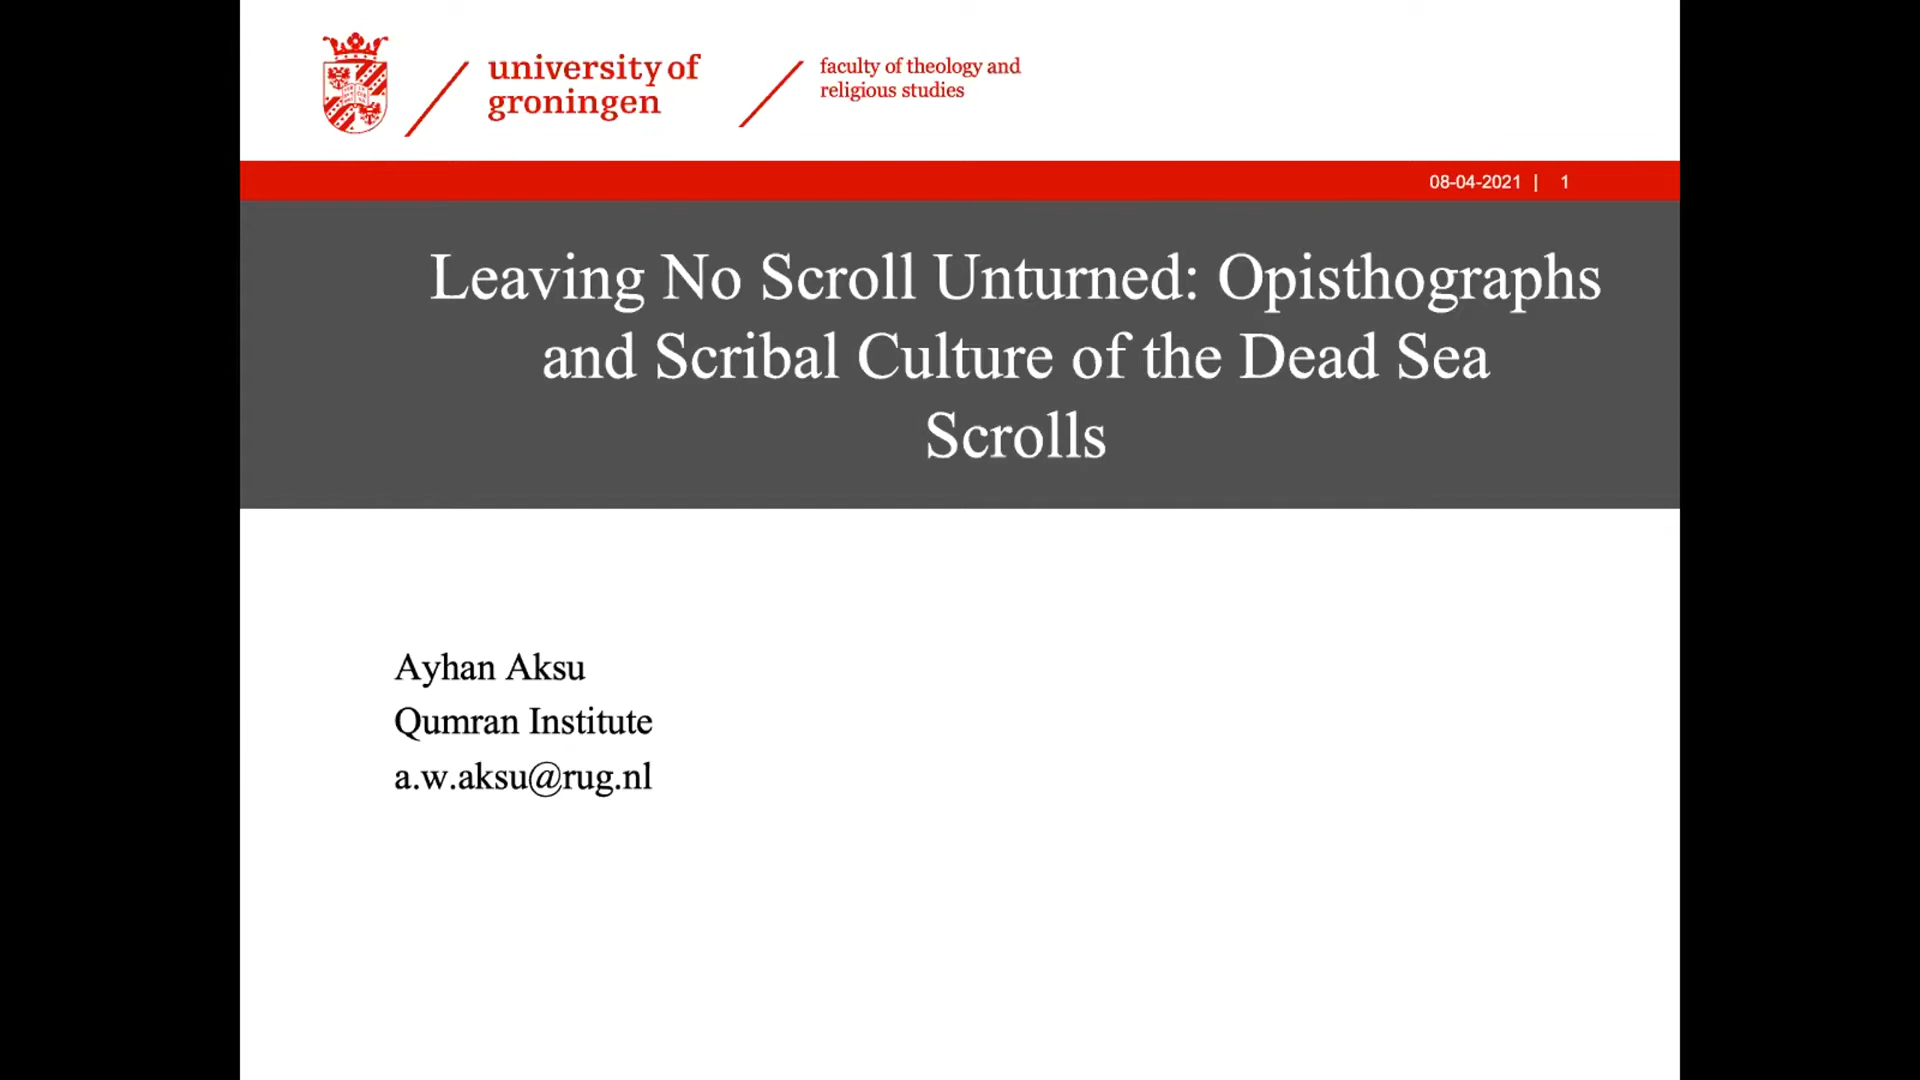 university of
groningen
faculty of theology and
religious studies
08-04-2021 | 1
Leaving No Scroll Unturned: Opisthographs
and Scribal Culture of the Dead Sea
Scrolls
Ayhan Aksu
Qumran Institute
a.w.aksu@rug.nl